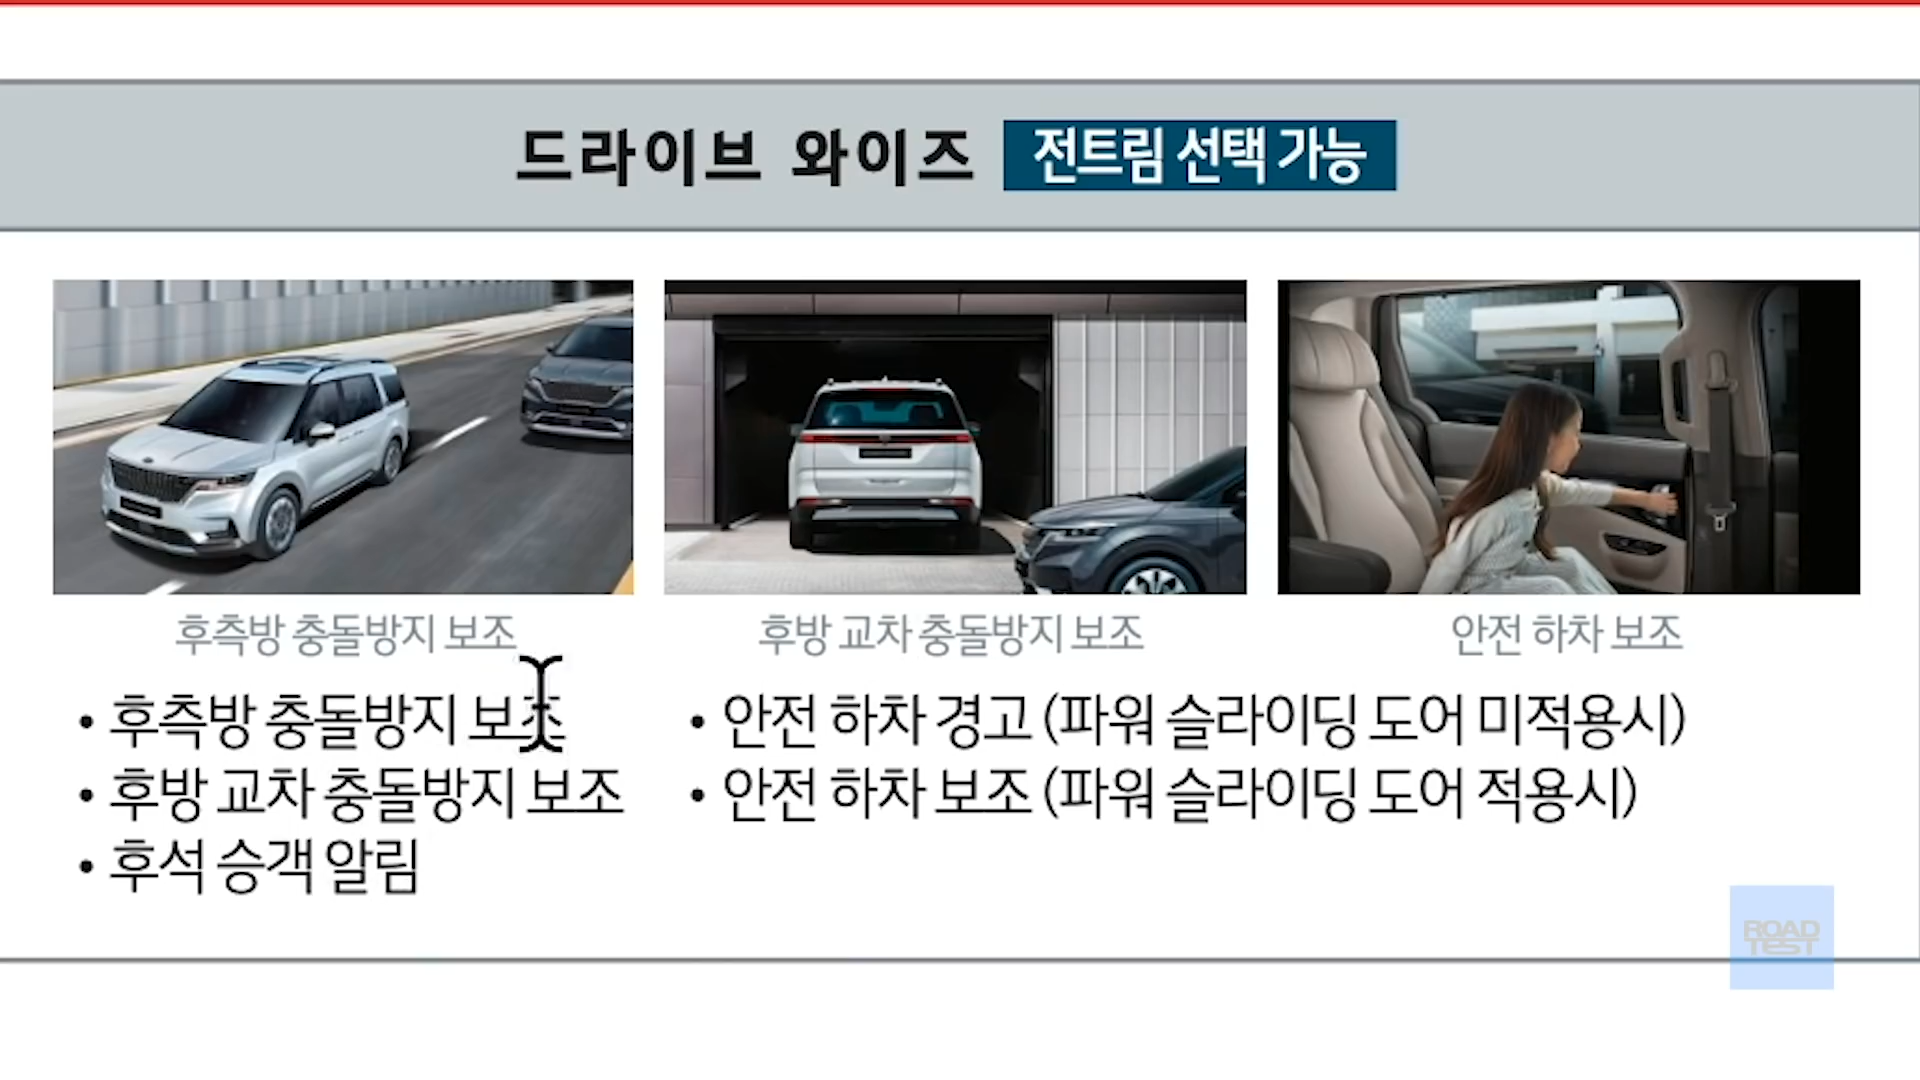 드라이브 와이즈 전트림 선택 가능
후측방 충돌방지 보조
후방 교차 충돌방지 보조
안전 하차 보조
• 후측방 충돌방지 보조
• 후방 교차 충돌방지 보조
• 후석 승객 알림
• 안전 하차 경고 (파워 슬라이딩 도어 미적용시)
• 안전 하차 보조 (파워 슬라이딩 도어 적용시)
ROAD
TEST